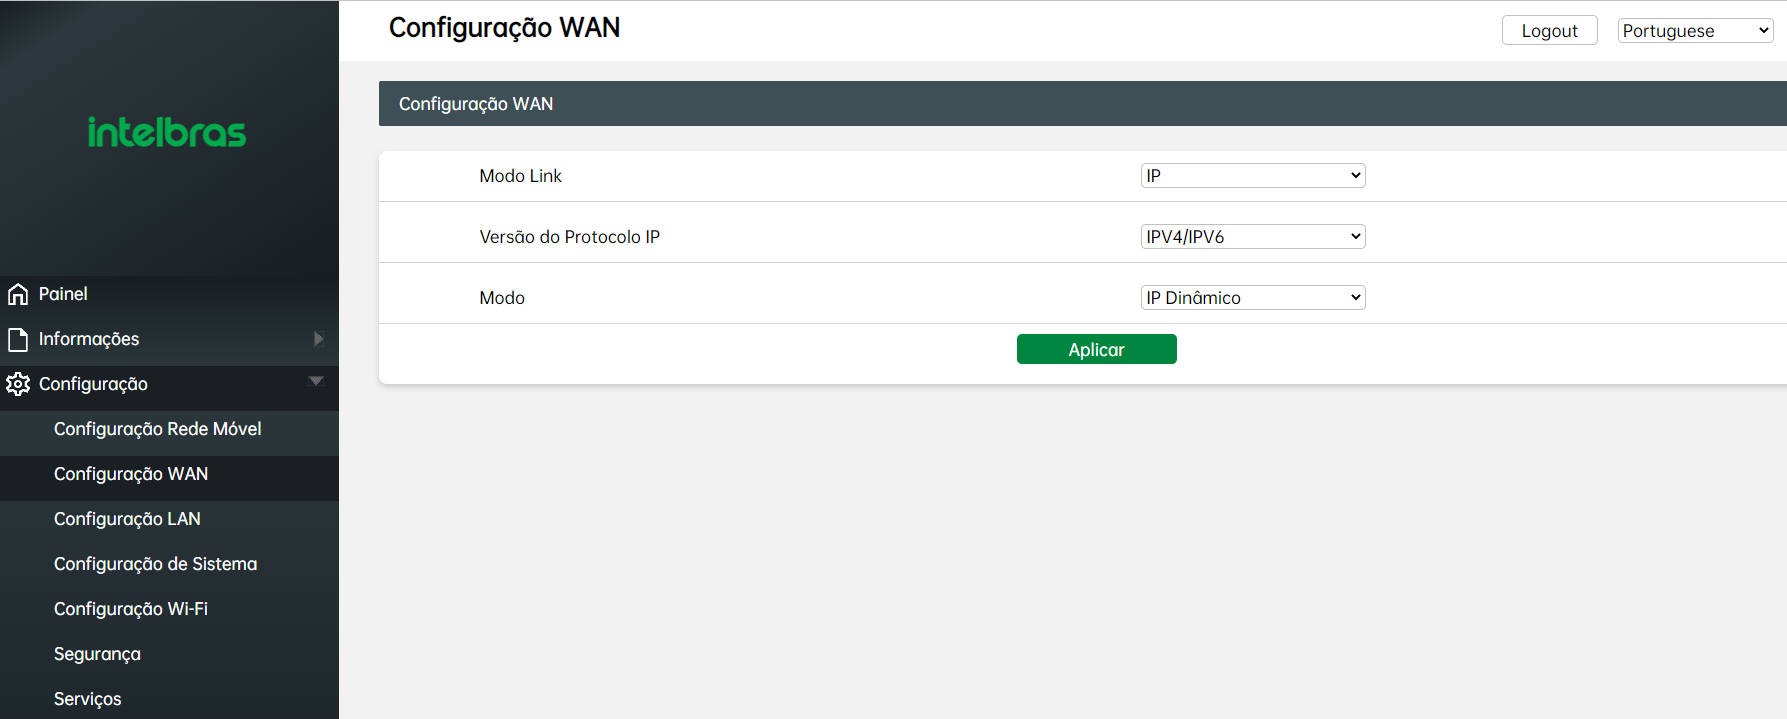 Configuração WAN
Logout
Portuguese
intelbras
Configuração WAN
Modo Link
IP
Versão do Protocolo IP
IPV4/IPV6
Modo
IP Dinâmico
Aplicar
Painel
Informações
Configuração
Configuração Rede Móvel
Configuração WAN
Configuração LAN
Configuração de Sistema
Configuração Wi-Fi
Segurança
Serviços